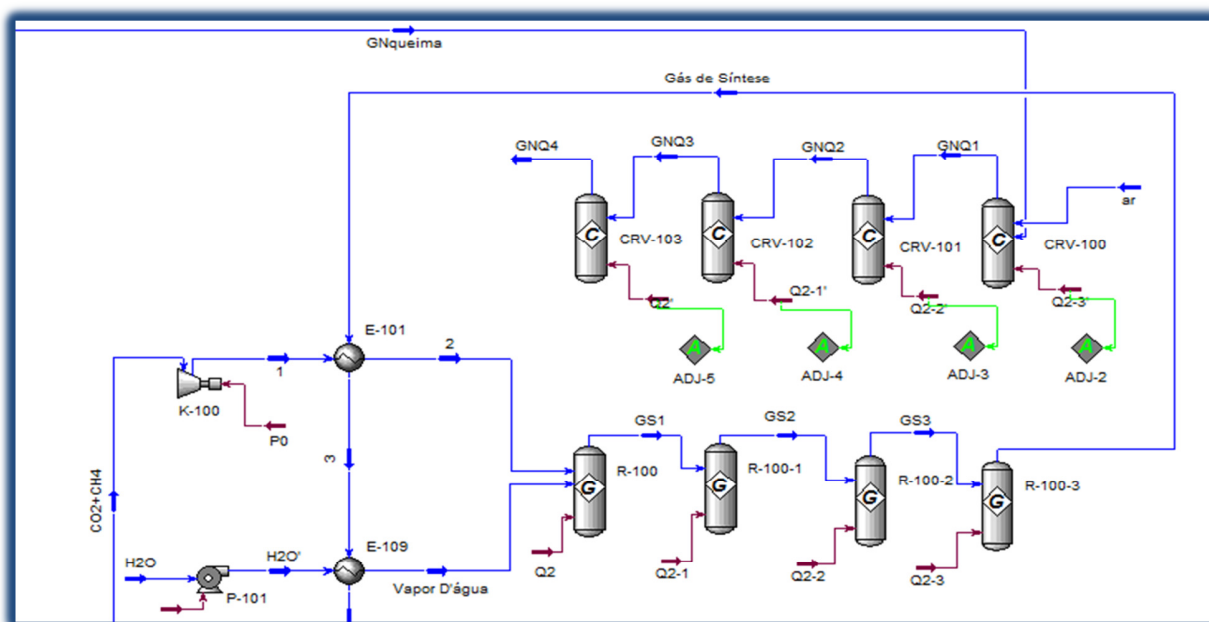 GNqueima
Gás de Síntese
GNQ4
GNQ3
GNQ2
GNQ1
ar
C
C
C
C
CRV-103
CRV-102
CRV-101
CRV-100
Q2'
Q2-1'
Q2-2'
Q2-3'
A
A
A
A
ADJ-5
ADJ-4
ADJ-3
ADJ-2
E-101
1
2
K-100
P0
3
CO2+CH4
GS1
GS2
GS3
R-100
R-100-1
R-100-2
R-100-3
G
G
G
G
Q2
Q2-1
Q2-2
Q2-3
H2O
H2O'
E-109
P-101
Vapor D'água